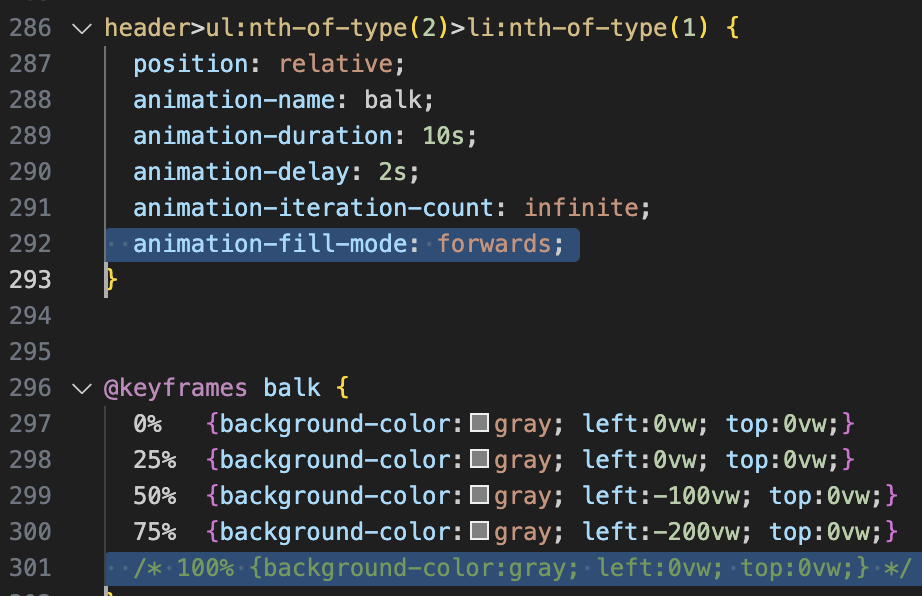 286 header>ul:nth-of-type(2)>li:nth-of-type(1) {
287 position: relative;
288 animation-name: balk;
289 animation-duration: 10s;
290 animation-delay: 2s;
291 animation-iteration-count: infinite;
292 animation-fill-mode: forwards;
293 }
294
295
296 @keyframes balk {
297 0% {background-color:gray; left:0vw; top:0vw;}
298 25% {background-color:gray; left:0vw; top:0vw;}
299 50% {background-color:gray; left:-100vw; top:0vw;}
300 75% {background-color:gray; left:-200vw; top:0vw;}
301 /* 100% {background-color:gray; left:0vw; top:0vw;} */